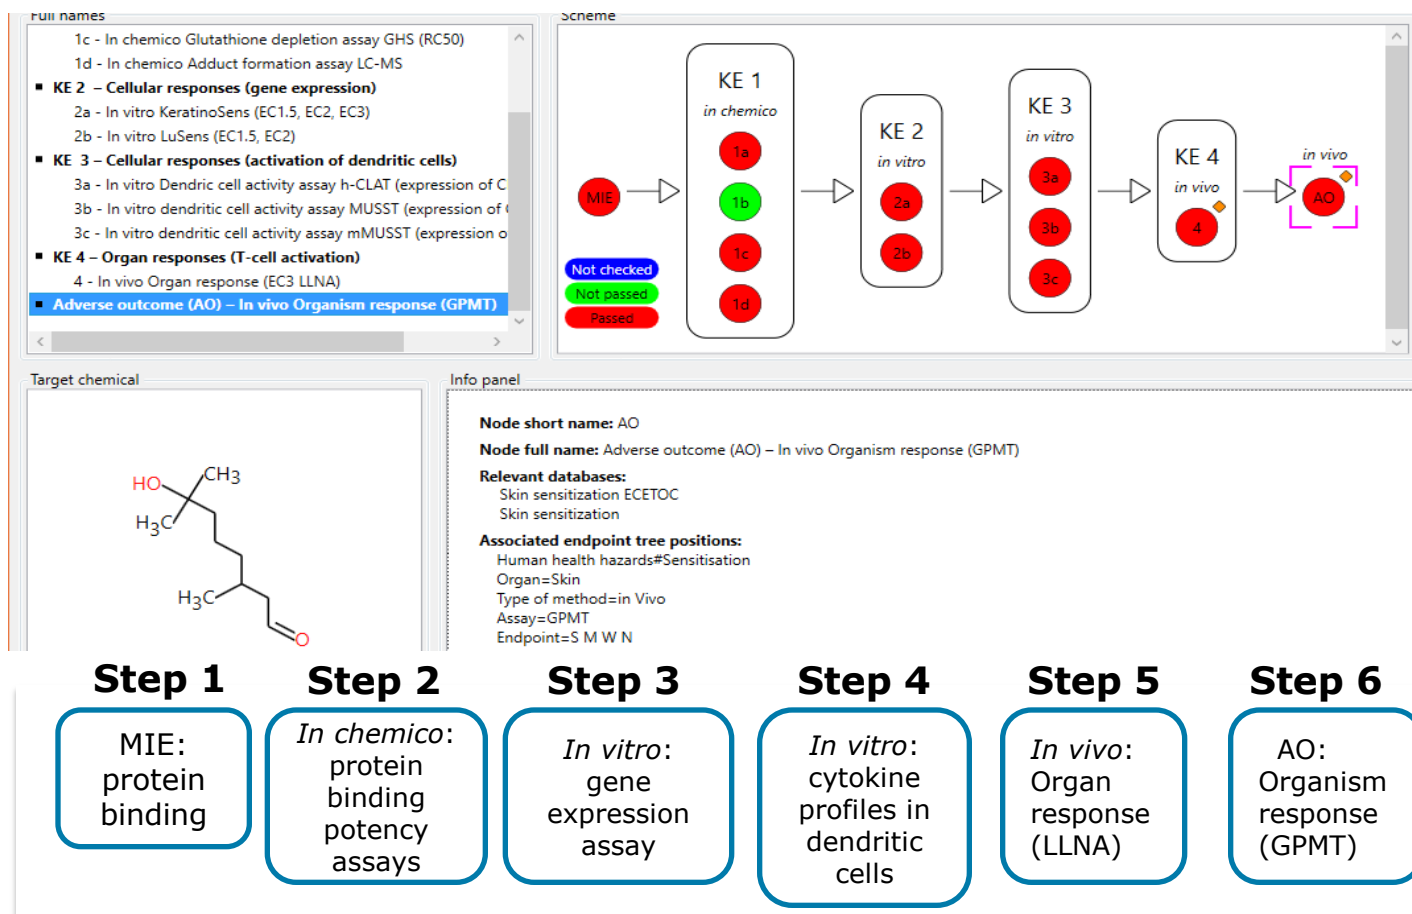 Full names
1c - In chemico Glutathione depletion assay GHS (RC50)
1d - In chemico Adduct formation assay LC-MS
KE 2 – Cellular responses (gene expression)
2a - In vitro KeratinoSens (EC1.5, EC2, EC3)
2b - In vitro LuSens (EC1.5, EC2)
KE 3 – Cellular responses (activation of dendritic cells)
3a - In vitro Dendric cell activity assay h-CLAT (expression of C
3b - In vitro dendritic cell activity assay MUSST (expression of
3c - In vitro dendritic cell activity assay mMUSST (expression o
KE 4 – Organ responses (T-cell activation)
4 - In vivo Organ response (EC3 LLNA)
Adverse outcome (AO) – In vivo Organism response (GPMT)
Scheme
MIE
KE 1
in chemico
1a
1b
1c
1d
KE 2
in vitro
2a
2b
KE 3
in vitro
3a
3b
3c
KE 4
in vivo
4
in vivo
AO
Not checked
Not passed
Passed
Target chemical
HO
CH3
H3C
H3C
O
Info panel
Node short name: AO
Node full name: Adverse outcome (AO) – In vivo Organism response (GPMT)
Relevant databases:
Skin sensitization ECETOC
Skin sensitization
Associated endpoint tree positions:
Human health hazards#Sensitisation
Organ=Skin
Type of method=in Vivo
Assay=GPMT
Endpoint=S M W N
Step 1
MIE:
protein
binding
Step 2
In chemico:
protein
binding
potency
assays
Step 3
In vitro:
gene
expression
assay
Step 4
In vitro:
cytokine
profiles in
dendritic
cells
Step 5
In vivo:
Organ
response
(LLNA)
Step 6
AO:
Organism
response
(GPMT)